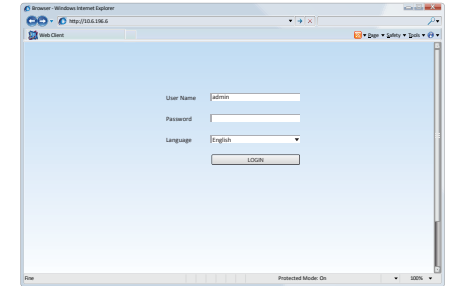 Browser - Windows Internet Explorer
http://10.6.196.6
Web Client
Page Safety Tools
User Name admin
Password
Language English
LOGIN
Fine Protected Mode: On 100%